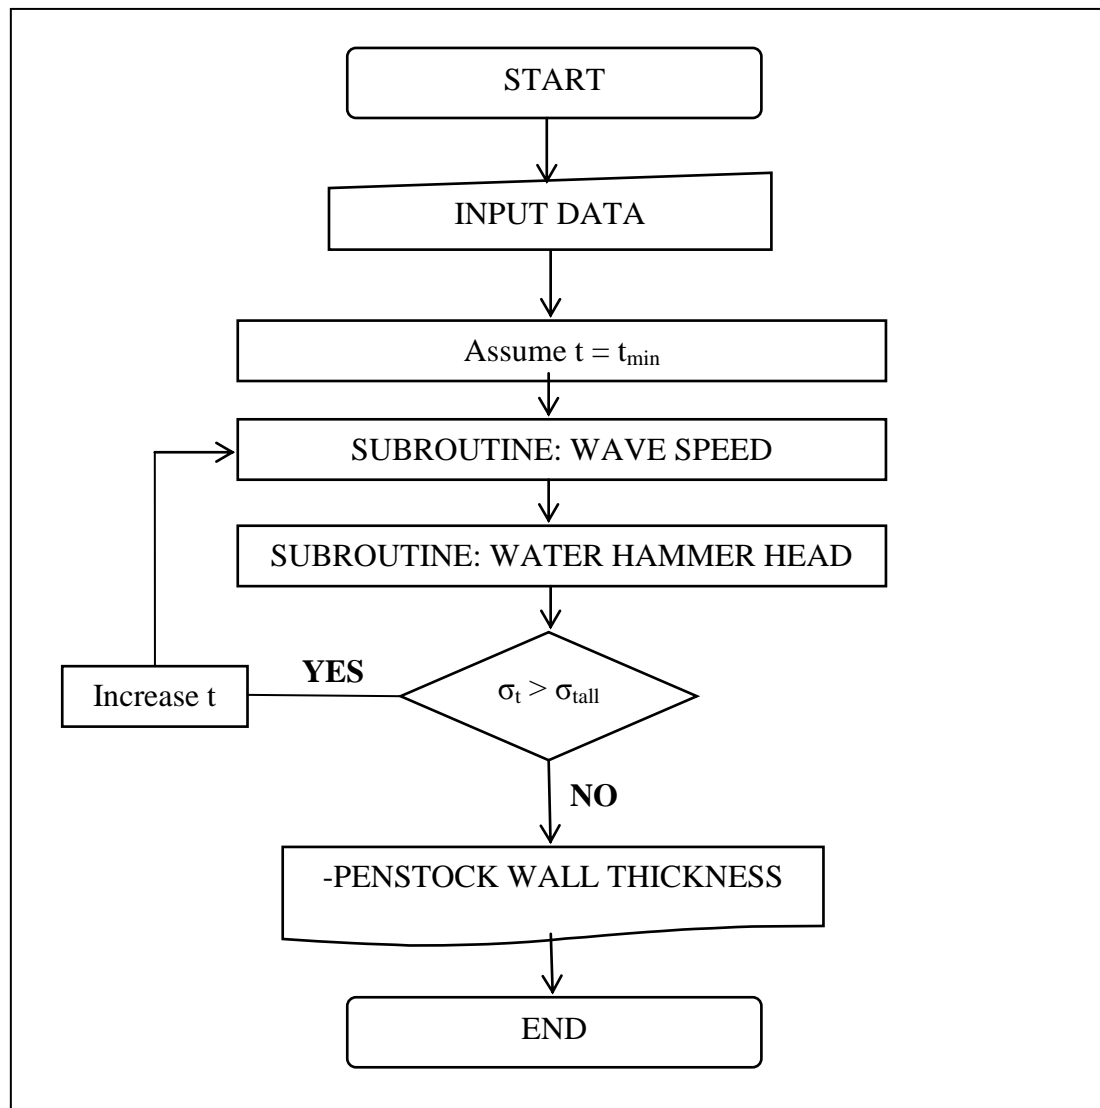 START
INPUT DATA
Assume t = tmin
SUBROUTINE: WAVE SPEED
SUBROUTINE: WATER HAMMER HEAD
YES
Increase t
σt > σtall
NO
-PENSTOCK WALL THICKNESS
END